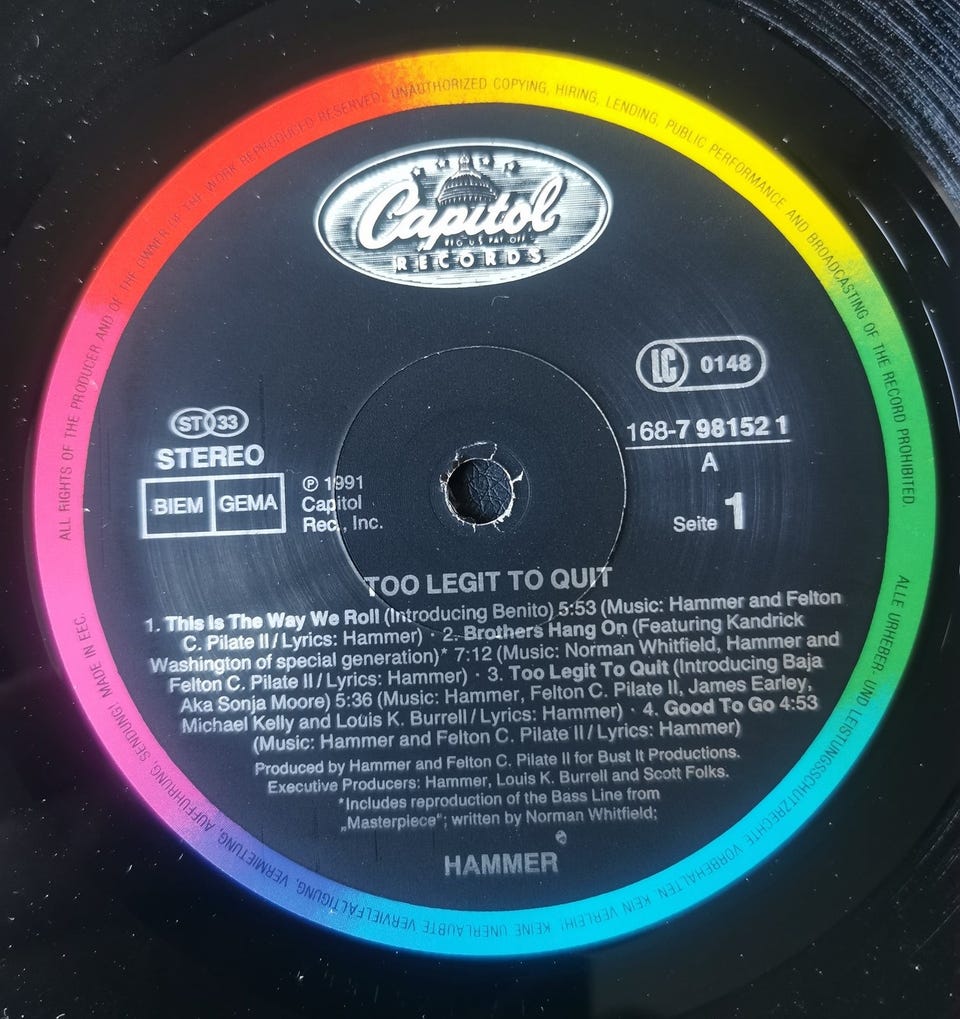 ALL RIGHTS OF THE PRODUCER AND OF THE OWNER OF THE WORK REPRODUCED RESERVED. UNAUTHORIZED COPYING, HIRING, LENDING, PUBLIC PERFORMANCE AND BROADCASTING OF THE RECORD PROHIBITED.
ALLE URHEBER- UND LEISTUNGSSCHUTZRECHTE VORBEHALTEN. KEIN VERLEIH! KEINE UNERLAUBTE VERVIELFÄLTIGUNG, VERMIETUNG, AUFFÜHRUNG, SENDUNG! MADE IN EEC.
Capitol
RECORDS
LC 0148
ST 33
STEREO
BIEM GEMA
℗ 1991
Capitol
Rec., Inc.
168-7 98152 1
A
Seite 1
TOO LEGIT TO QUIT
1. This Is The Way We Roll (Introducing Benito) 5:53 (Music: Hammer and Felton
C. Pilate II / Lyrics: Hammer) · 2. Brothers Hang On (Featuring Kandrick
Washington of special generation)* 7:12 (Music: Norman Whitfield, Hammer and
Felton C. Pilate II / Lyrics: Hammer) · 3. Too Legit To Quit (Introducing Baja
Aka Sonja Moore) 5:36 (Music: Hammer, Felton C. Pilate II, James Earley,
Michael Kelly and Louis K. Burrell / Lyrics: Hammer) · 4. Good To Go 4:53
(Music: Hammer and Felton C. Pilate II / Lyrics: Hammer)
Produced by Hammer and Felton C. Pilate II for Bust It Productions.
Executive Producers: Hammer, Louis K. Burrell and Scott Folks.
*Includes reproduction of the Bass Line from
„Masterpiece"; written by Norman Whitfield;
HAMMER